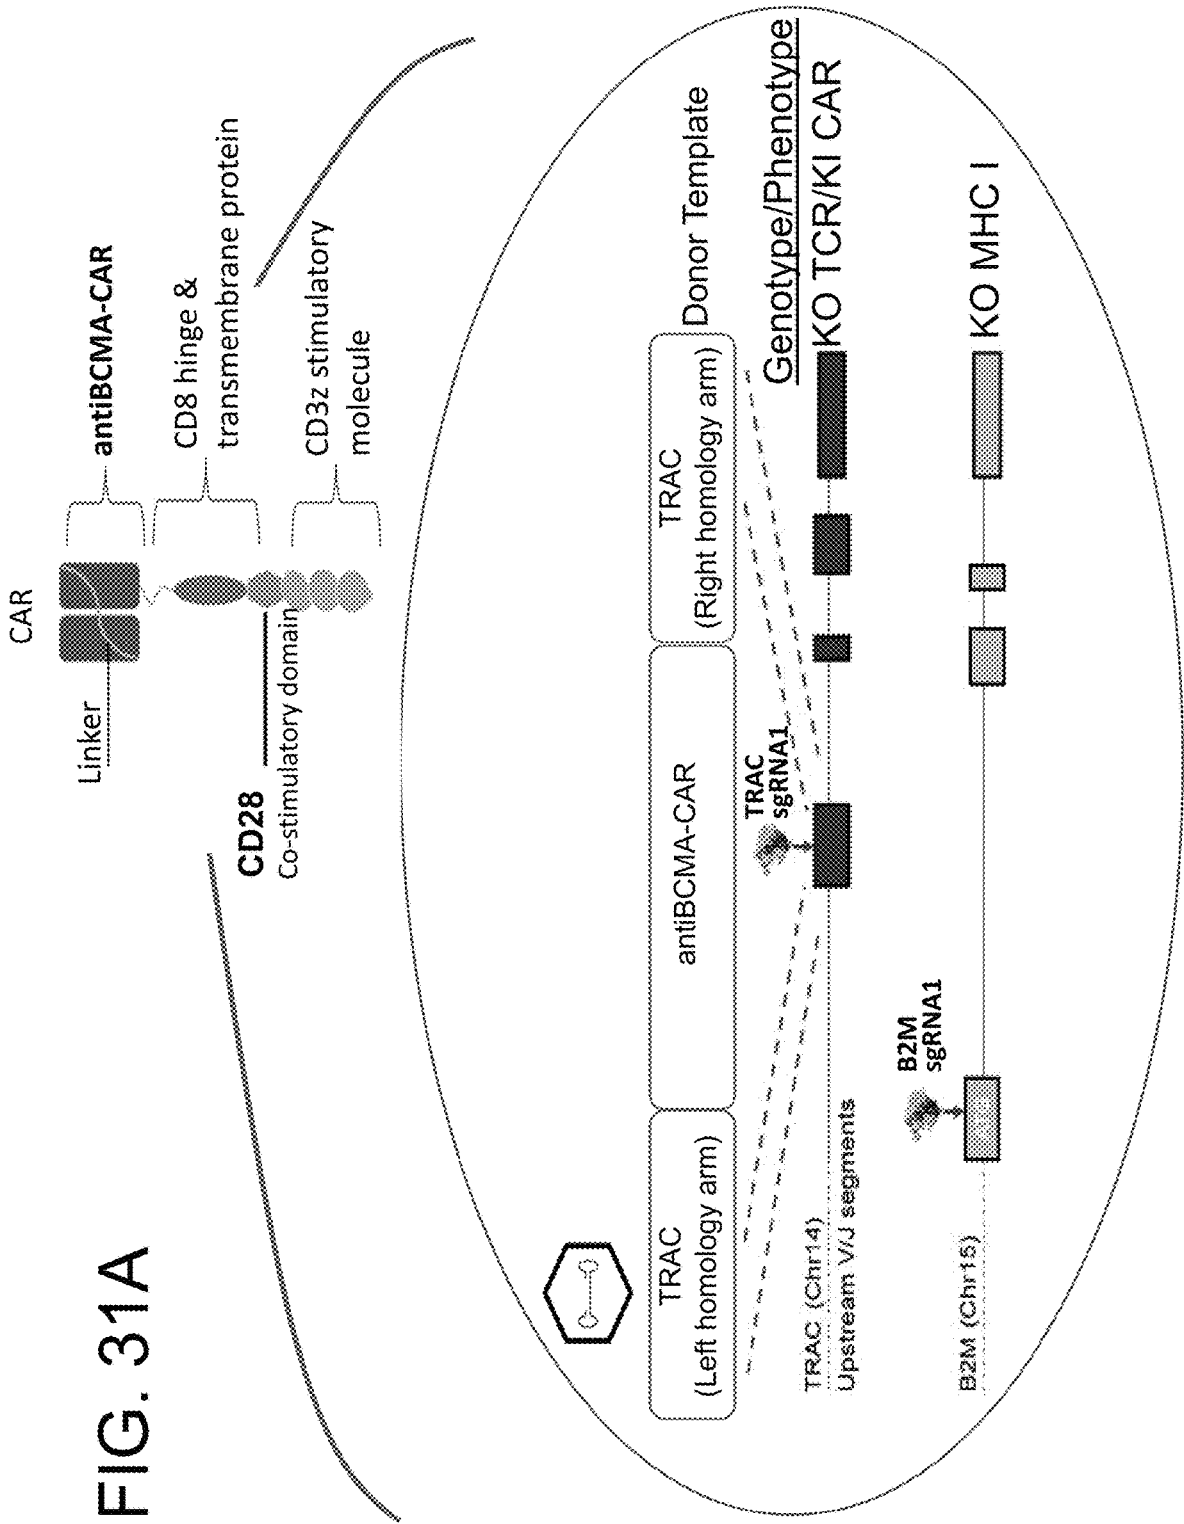 FIG. 31A
CAR
Linker
antiBCMA-CAR
CD8 hinge &
transmembrane protein
CD28
Co-stimulatory domain
CD3z stimulatory
molecule
TRAC
(Left homology arm)
antiBCMA-CAR
TRAC
(Right homology arm)
Donor Template
TRAC
sgRNA1
Genotype/Phenotype
TRAC (Chr14)
Upstream V/J segments
KO TCR/KI CAR
B2M
sgRNA1
B2M (Chr15)
KO MHC I